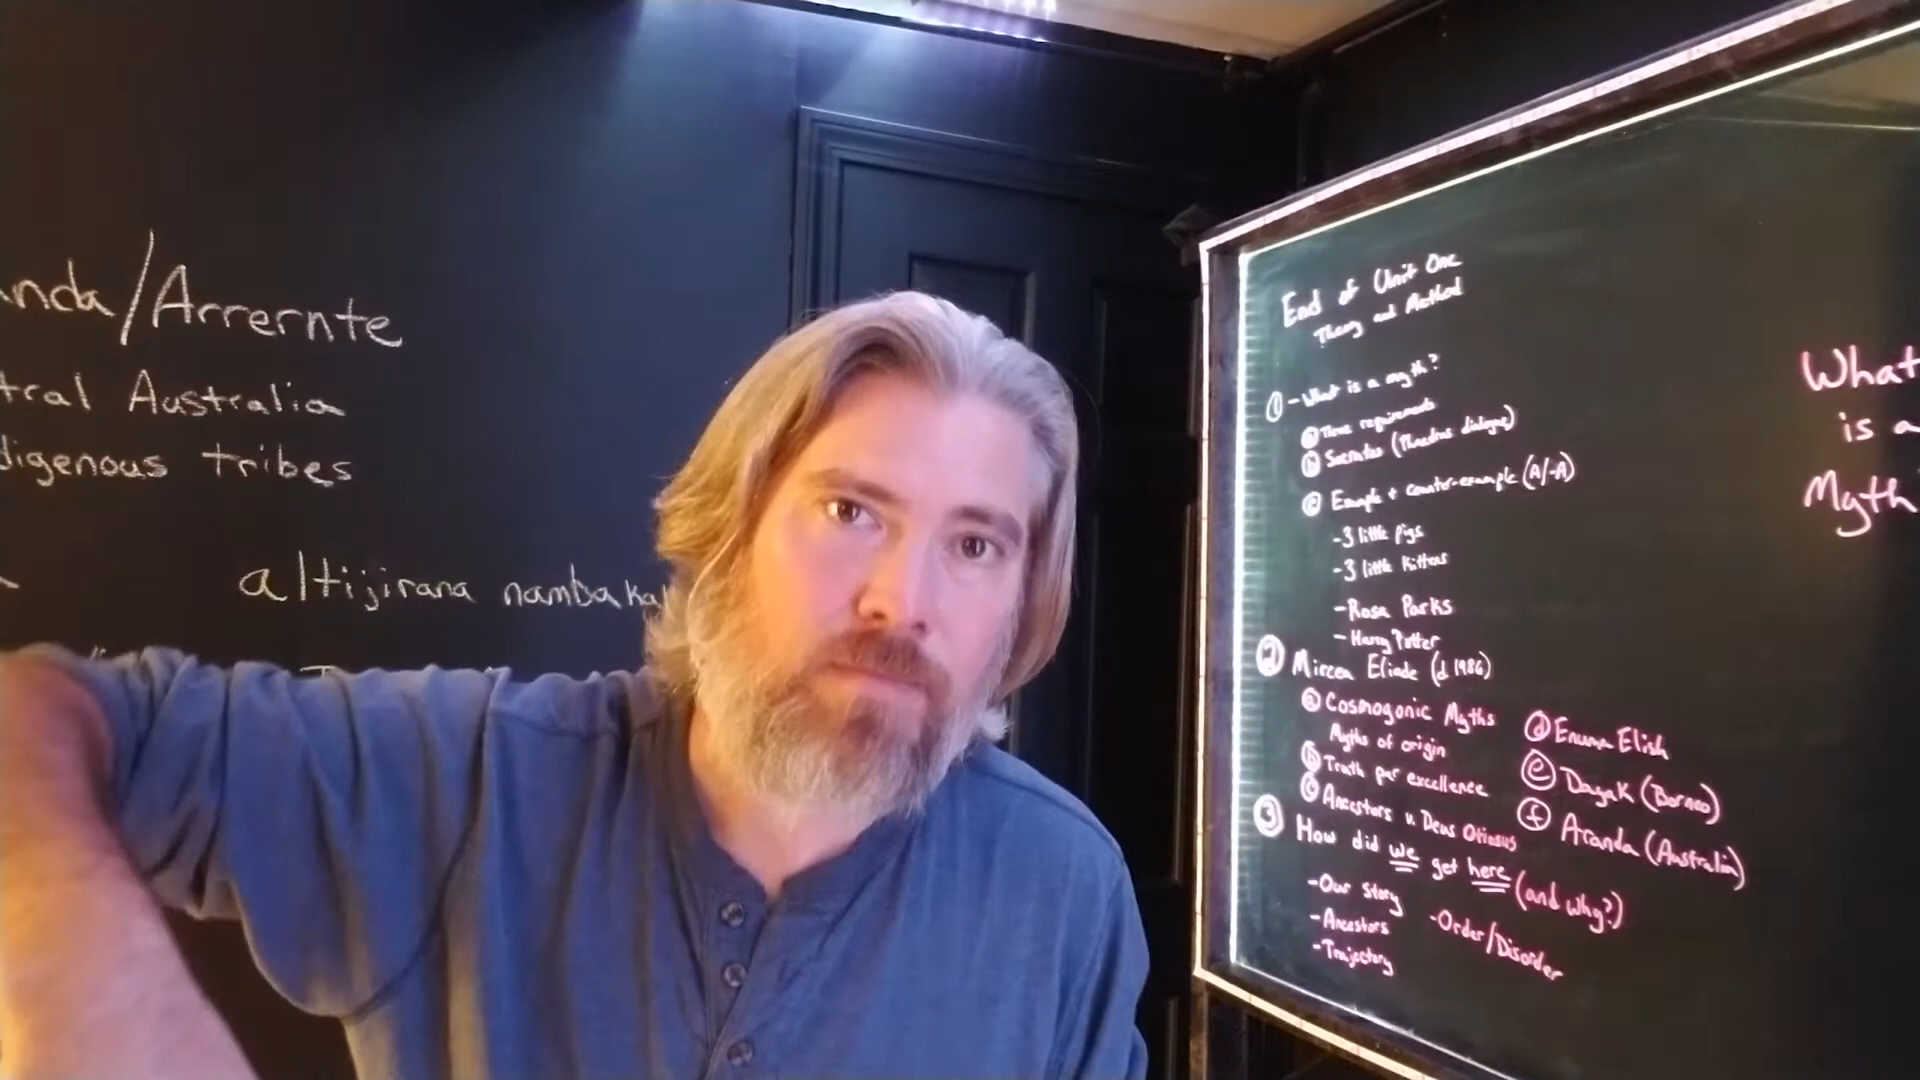 nda/Arrernte
tral Australia
digenous tribes
altijirana nambaka
End of Unit One
Theory and Method
① - What is a myth?
ⓐ Three requirements
ⓑ Socrates (Phaedrus dialogue)
ⓒ Example + counter-example (A/-A)
- 3 little pigs
- 3 little kittens
- Rosa Parks
- Harry Potter
② Mircea Eliade (d. 1986)
ⓐ Cosmogonic Myths
Myths of origin
ⓑ Truth par excellence
ⓒ Ancestors v. Deus Otiosus
ⓓ Enuma Elish
ⓔ Dayak (Borneo)
ⓕ Aranda (Australia)
③ How did we get here (and why?)
- Our story
- Ancestors
- Trajectory
- Order/Disorder
What
is a
Myth